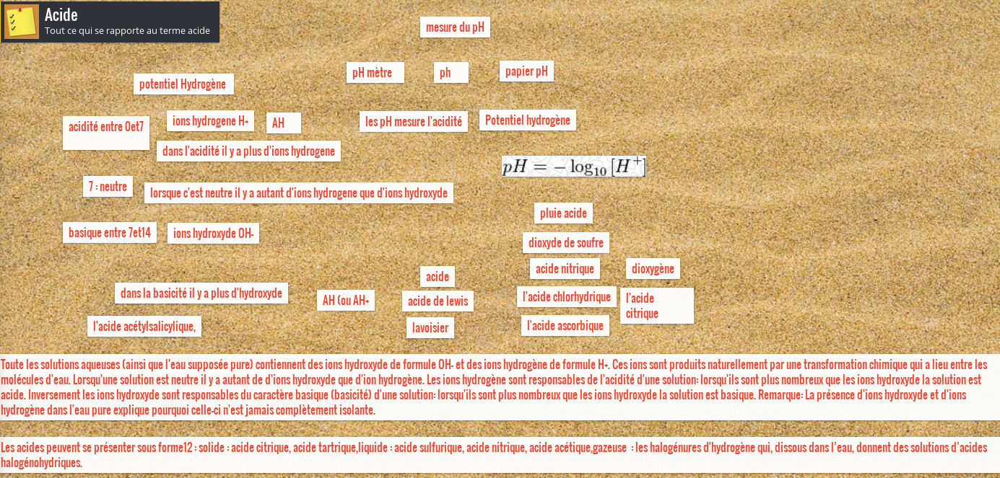 Acide
Tout ce qui se rapporte au terme acide
mesure du pH
pH mètre
ph
papier pH
potentiel Hydrogène
acidité entre 0et7
ions hydrogene H+
AH
les pH mesure l'acidité
Potentiel hydrogène
dans l'acidité il y a plus d'ions hydrogene
pH = − log10 [H+]
7 : neutre
lorsque c'est neutre il y a autant d'ions hydrogene que d'ions hydroxyde
pluie acide
basique entre 7et14
ions hydroxyde OH-
dioxyde de soufre
acide nitrique
dioxygène
acide
dans la basicité il y a plus d'hydroxyde
AH (ou AH+
acide de lewis
l'acide chlorhydrique
l'acide
citrique
l'acide acétylsalicylique,
lavoisier
l'acide ascorbique
Toute les solutions aqueuses (ainsi que l'eau supposée pure) contiennent des ions hydroxyde de formule OH- et des ions hydrogène de formule H+. Ces ions sont produits naturellement par une transformation chimique qui a lieu entre les
molécules d'eau. Lorsqu'une solution est neutre il y a autant de d'ions hydroxyde que d'ion hydrogène. Les ions hydrogène sont responsables de l'acidité d'une solution: lorsqu'ils sont plus nombreux que les ions hydroxyde la solution est
acide. Inversement les ions hydroxyde sont responsables du caractère basique (basicité) d'une solution: lorsqu'ils sont plus nombreux que les ions hydroxyde la solution est basique. Remarque: La présence d'ions hydroxyde et d'ions
hydrogène dans l'eau pure explique pourquoi celle-ci n'est jamais complètement isolante.
Les acides peuvent se présenter sous forme12 : solide : acide citrique, acide tartrique,liquide : acide sulfurique, acide nitrique, acide acétique,gazeuse : les halogénures d'hydrogène qui, dissous dans l’eau, donnent des solutions d’acides
halogénohydriques.